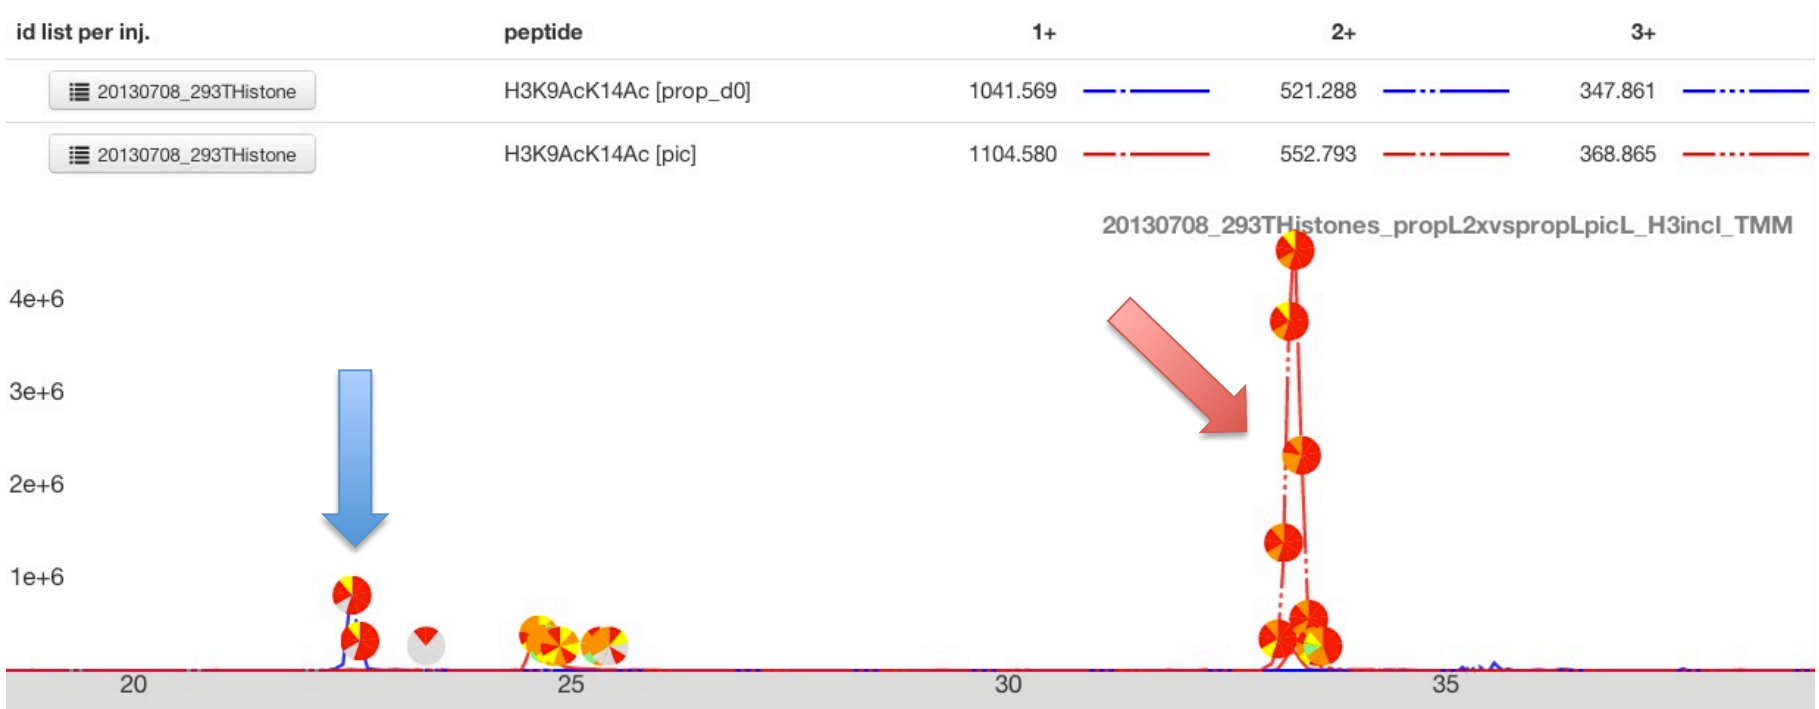 id list per inj. peptide 1+ 2+ 3+
20130708_293THistone H3K9AcK14Ac [prop_d0] 1041.569 521.288 347.861
20130708_293THistone H3K9AcK14Ac [pic] 1104.580 552.793 368.865
20130708_293THistones_propL2xvspropLpicL_H3incl_TMM
4e+6
3e+6
2e+6
1e+6
20 25 30 35